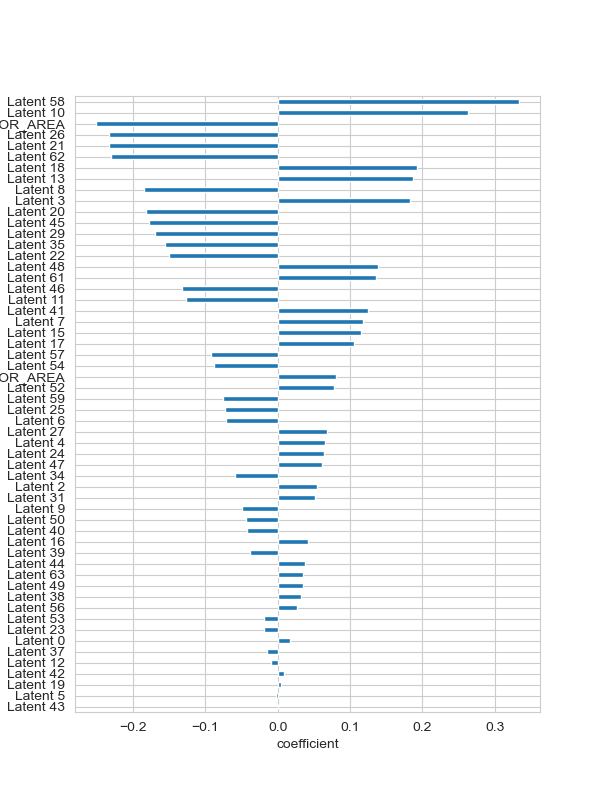 Latent 58
Latent 10
OR_AREA
Latent 26
Latent 21
Latent 62
Latent 18
Latent 13
Latent 8
Latent 3
Latent 20
Latent 45
Latent 29
Latent 35
Latent 22
Latent 48
Latent 61
Latent 46
Latent 11
Latent 41
Latent 7
Latent 15
Latent 17
Latent 57
Latent 54
OR_AREA
Latent 52
Latent 59
Latent 25
Latent 6
Latent 27
Latent 4
Latent 24
Latent 47
Latent 34
Latent 2
Latent 31
Latent 9
Latent 50
Latent 40
Latent 16
Latent 39
Latent 44
Latent 63
Latent 49
Latent 38
Latent 56
Latent 53
Latent 23
Latent 0
Latent 37
Latent 12
Latent 42
Latent 19
Latent 5
Latent 43
−0.2 −0.1 0.0 0.1 0.2 0.3
coefficient